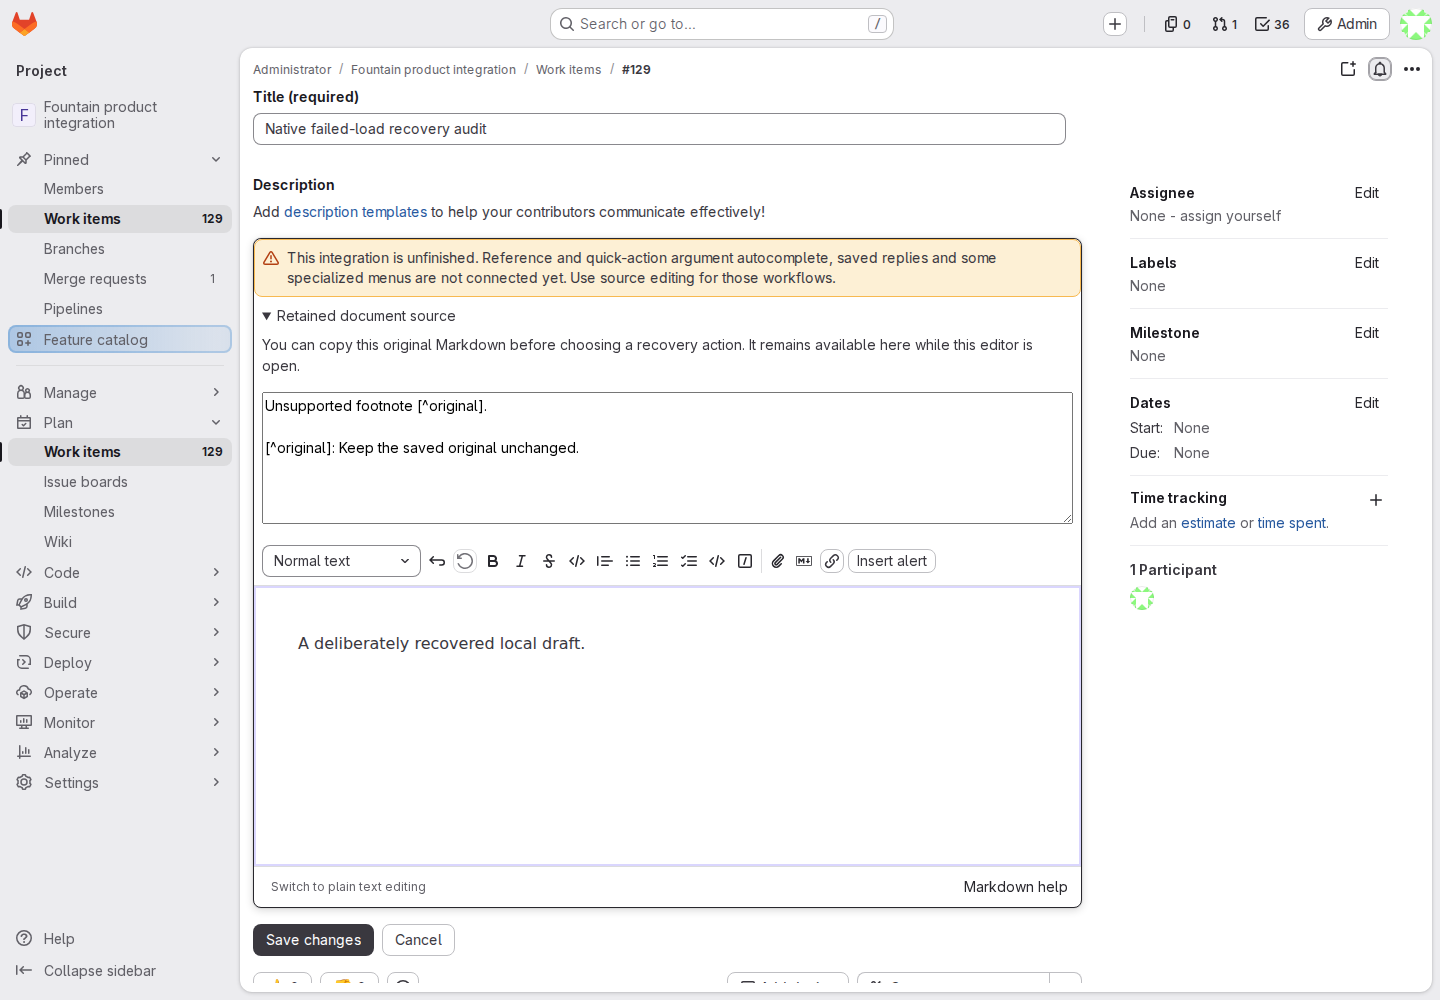 Search or go to...
/
0
1
36
Admin
Project
F
Fountain product integration
Pinned
Members
Work items 129
Branches
Merge requests 1
Pipelines
Feature catalog
Manage
Plan
Work items 129
Issue boards
Milestones
Wiki
Code
Build
Secure
Deploy
Operate
Monitor
Analyze
Settings
Help
Collapse sidebar
Administrator / Fountain product integration / Work items / #129
Title (required)
Native failed-load recovery audit
Description
Add description templates to help your contributors communicate effectively!
This integration is unfinished. Reference and quick-action argument autocomplete, saved replies and some
specialized menus are not connected yet. Use source editing for those workflows.
Retained document source
You can copy this original Markdown before choosing a recovery action. It remains available here while this editor is
open.
Unsupported footnote [^original].
[^original]: Keep the saved original unchanged.
Normal text
Insert alert
A deliberately recovered local draft.
Switch to plain text editing
Markdown help
Save changes
Cancel
Assignee Edit
None - assign yourself
Labels Edit
None
Milestone Edit
None
Dates Edit
Start: None
Due: None
Time tracking
Add an estimate or time spent.
1 Participant